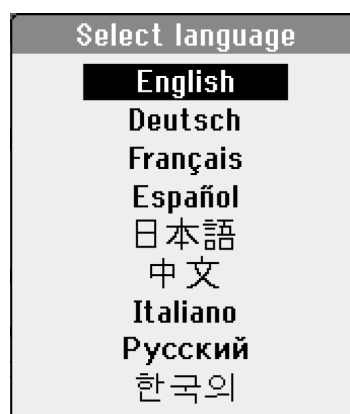 Select language
English
Deutsch
Français
Español
日本語
中文
Italiano
Русский
한국의